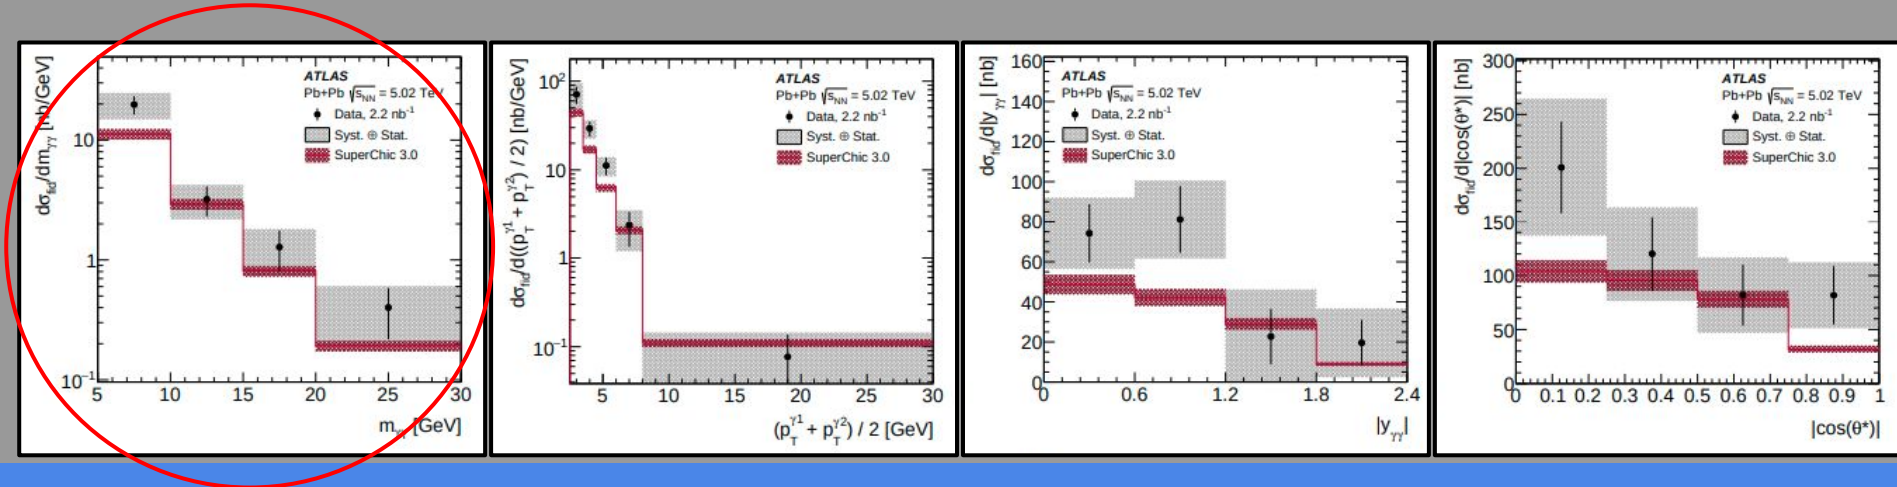 dσfid/dmγγ [nb/GeV]
10
1
10⁻¹
ATLAS
Pb+Pb √sNN = 5.02 TeV
Data, 2.2 nb⁻¹
Syst. ⊕ Stat.
SuperChic 3.0
5 10 15 20 25 30
mγγ [GeV]
dσfid/d((pTγ1 + pTγ2) / 2) [nb/GeV]
10²
10
1
10⁻¹
ATLAS
Pb+Pb √sNN = 5.02 TeV
Data, 2.2 nb⁻¹
Syst. ⊕ Stat.
SuperChic 3.0
5 10 15 20 25 30
(pTγ1 + pTγ2) / 2 [GeV]
dσfid/d|yγγ| [nb]
160
140
120
100
80
60
40
20
0
ATLAS
Pb+Pb √sNN = 5.02 TeV
Data, 2.2 nb⁻¹
Syst. ⊕ Stat.
SuperChic 3.0
0 0.6 1.2 1.8 2.4
|yγγ|
dσfid/d|cos(θ*)| [nb]
300
250
200
150
100
50
0
ATLAS
Pb+Pb √sNN = 5.02 TeV
Data, 2.2 nb⁻¹
Syst. ⊕ Stat.
SuperChic 3.0
0 0.1 0.2 0.3 0.4 0.5 0.6 0.7 0.8 0.9 1
|cos(θ*)|